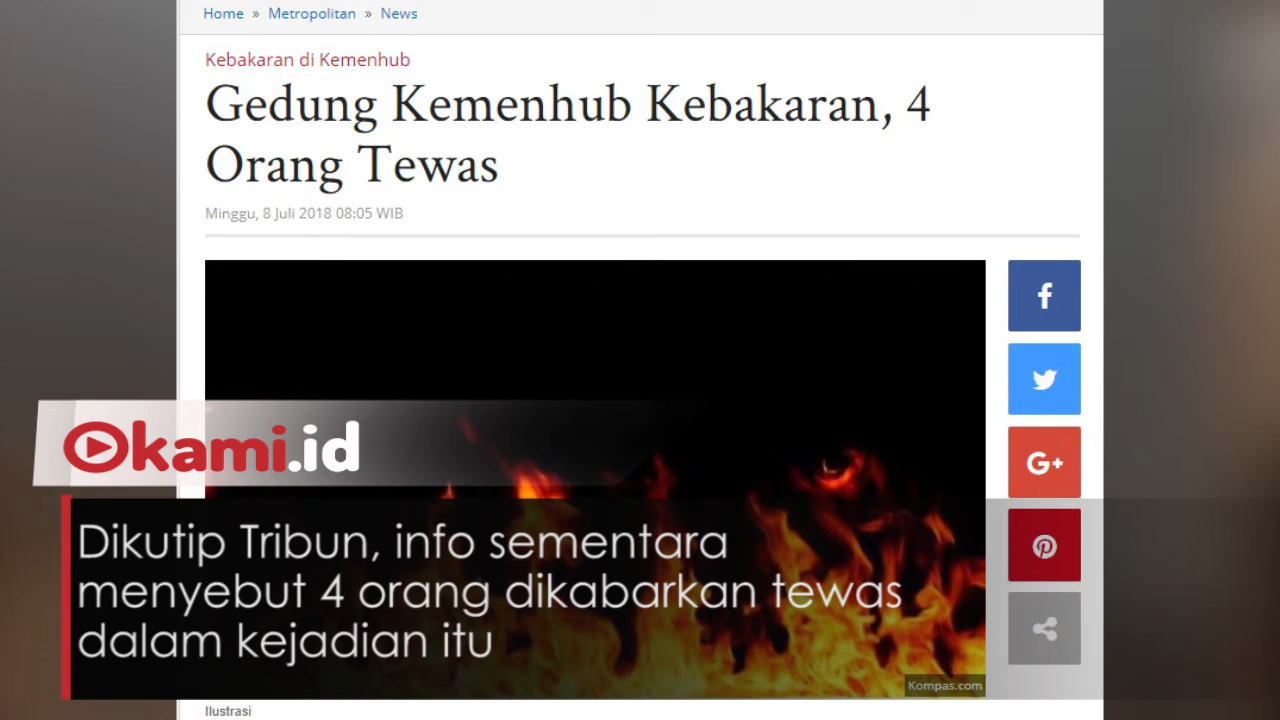 Home » Metropolitan » News
Kebakaran di Kemenhub
Gedung Kemenhub Kebakaran, 4
Orang Tewas
Minggu, 8 Juli 2018 08:05 WIB
Okami.id
Dikutip Tribun, info sementara
menyebut 4 orang dikabarkan tewas
dalam kejadian itu
Kompas.com
Ilustrasi